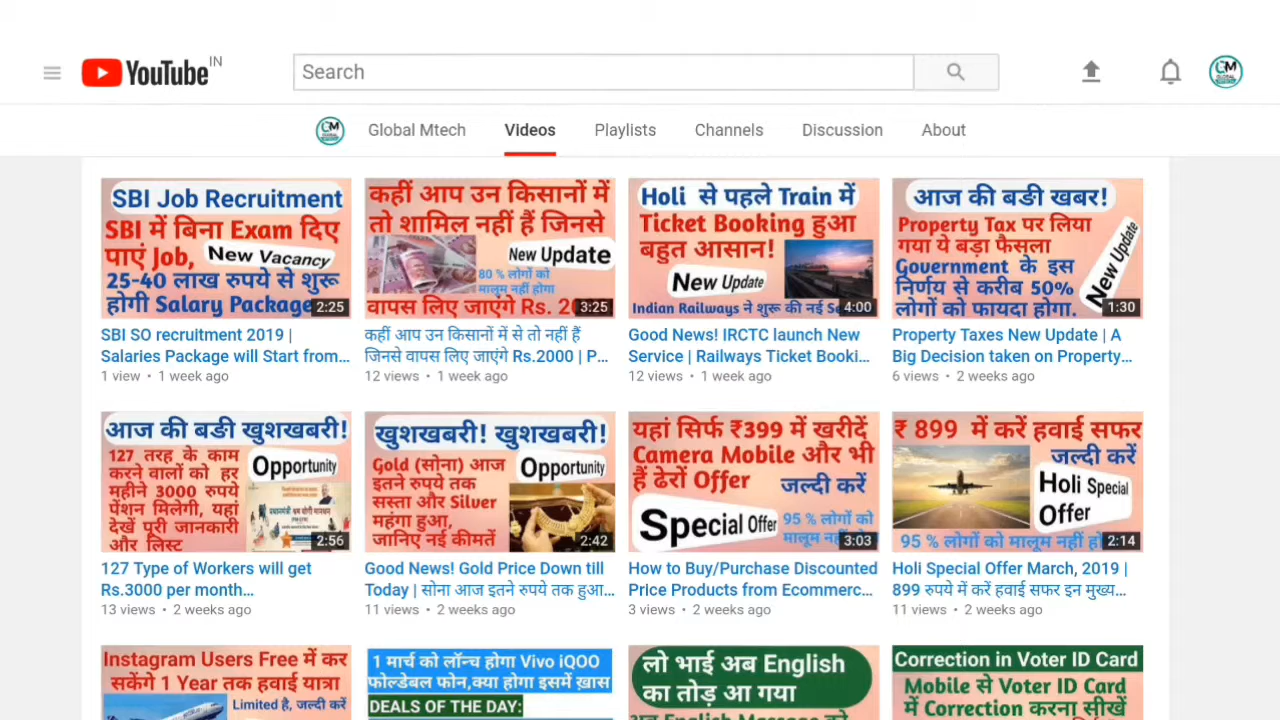 YouTube IN
Search
Global Mtech Videos Playlists Channels Discussion About
SBI Job Recruitment
SBI में बिना Exam दिए
पाएं Job, New Vacancy
25-40 लाख रुपये से शुरू
होगी Salary Package
2:25
SBI SO recruitment 2019 |
Salaries Package will Start from...
1 view • 1 week ago
कहीं आप उन किसानों में
तो शामिल नहीं हैं जिनसे
New Update
80 % लोगों को
मालूम नहीं होगा
वापस लिए जाएंगे Rs.
3:25
कहीं आप उन किसानों में से तो नहीं हैं
जिनसे वापस लिए जाएंगे Rs.2000 | P...
12 views • 1 week ago
Holi से पहले Train में
Ticket Booking हुआ
बहुत आसान!
New Update
Indian Railways ने शुरू की नई
4:00
Good News! IRCTC launch New
Service | Railways Ticket Booki...
12 views • 1 week ago
आज की बङी खबर!
Property Tax पर लिया
गया ये बड़ा फैसला
Government के इस
निर्णय से करीब 50%
लोगों को फायदा होगा.
New Update
1:30
Property Taxes New Update | A
Big Decision taken on Property...
6 views • 2 weeks ago
आज की बङी खुशखबरी!
127 तरह के काम
करने वालों को हर
महीने 3000 रुपये
पेंशन मिलेगी, यहां
देखें पूरी जानकारी
और लिस्ट
Opportunity
2:56
127 Type of Workers will get
Rs.3000 per month...
13 views • 2 weeks ago
खुशखबरी! खुशखबरी!
Gold (सोना) आज
इतने रुपये तक
सस्ता और Silver
महंगा हुआ,
जानिए नई कीमतें
Opportunity
2:42
Good News! Gold Price Down till
Today | सोना आज इतने रुपये तक हुआ...
11 views • 2 weeks ago
यहां सिर्फ ₹399 में खरीदें
Camera Mobile और भी
हैं ढेरों Offer
जल्दी करें
Special Offer
95 % लोगों को
मालूम
3:03
How to Buy/Purchase Discounted
Price Products from Ecommerc...
3 views • 2 weeks ago
₹ 899 में करें हवाई सफर
जल्दी करें
Holi Special
Offer
95 % लोगों को मालूम नहीं
2:14
Holi Special Offer March, 2019 |
899 रुपये में करें हवाई सफर इन मुख्य...
11 views • 2 weeks ago
Instagram Users Free में कर
सकेंगे 1 Year तक हवाई यात्रा
Limited है, जल्दी करें
1 मार्च को लॉन्च होगा Vivo iQOO
फोल्डेबल फोन,क्या होगा इसमें ख़ास
DEALS OF THE DAY:
लो भाई अब English
का तोड़ आ गया
अब English Message को
Correction in Voter ID Card
Mobile से Voter ID Card
में Correction करना सीखें